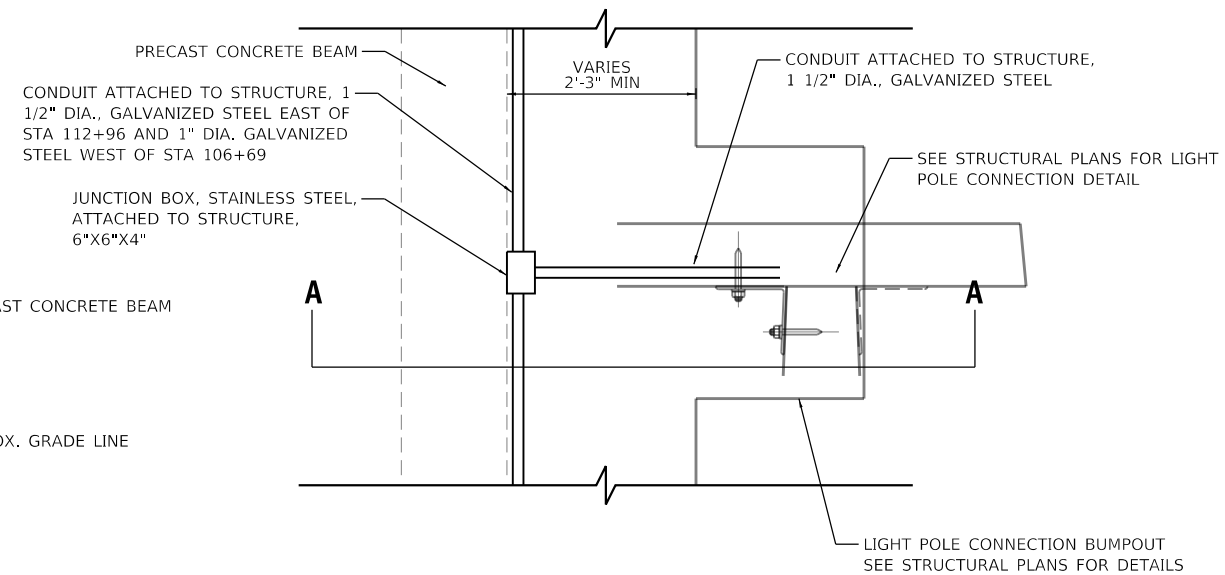 PRECAST CONCRETE BEAM
CONDUIT ATTACHED TO STRUCTURE, 1
1/2" DIA., GALVANIZED STEEL EAST OF
STA 112+96 AND 1" DIA. GALVANIZED
STEEL WEST OF STA 106+69
JUNCTION BOX, STAINLESS STEEL,
ATTACHED TO STRUCTURE,
6"X6"X4"
VARIES
2'-3" MIN
CONDUIT ATTACHED TO STRUCTURE,
1 1/2" DIA., GALVANIZED STEEL
SEE STRUCTURAL PLANS FOR LIGHT
POLE CONNECTION DETAIL
A
A
CONCRETE BEAM
GRADE LINE
LIGHT POLE CONNECTION BUMPOUT
SEE STRUCTURAL PLANS FOR DETAILS